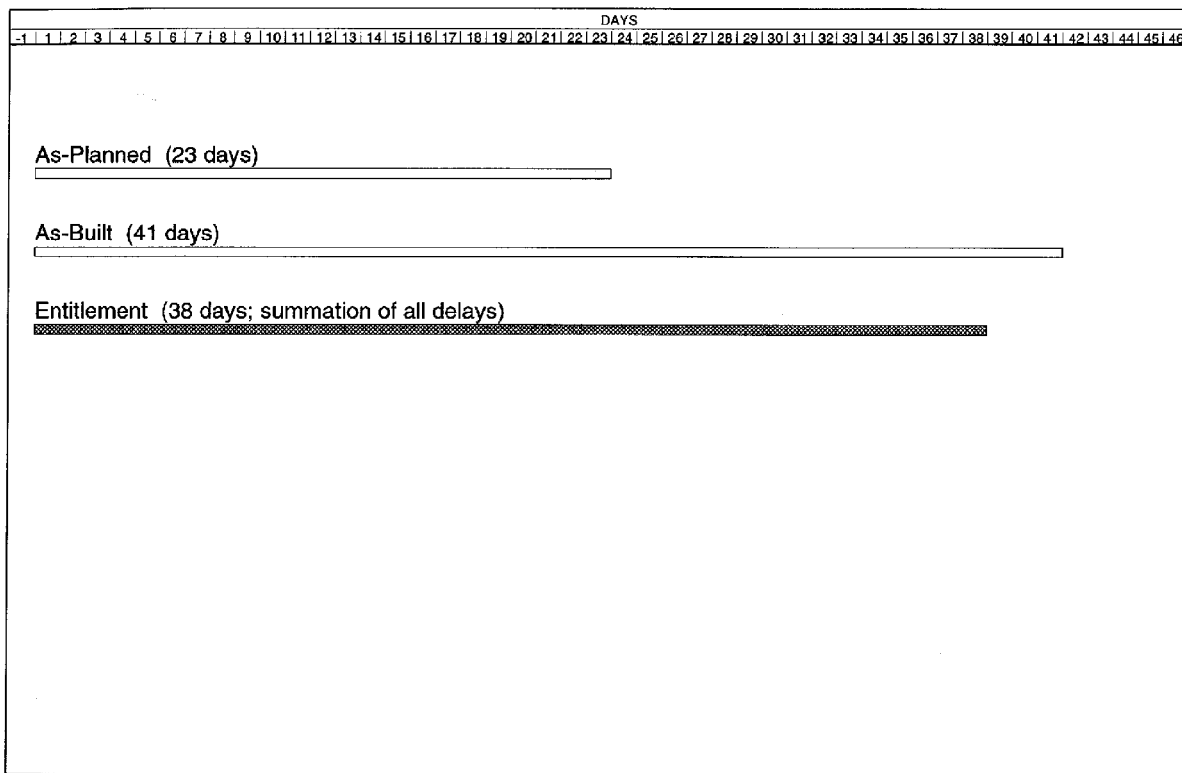 DAYS
-1 1 2 3 4 5 6 7 8 9 10 11 12 13 14 15 16 17 18 19 20 21 22 23 24 25 26 27 28 29 30 31 32 33 34 35 36 37 38 39 40 41 42 43 44 45 46
As-Planned (23 days)
As-Built (41 days)
Entitlement (38 days; summation of all delays)